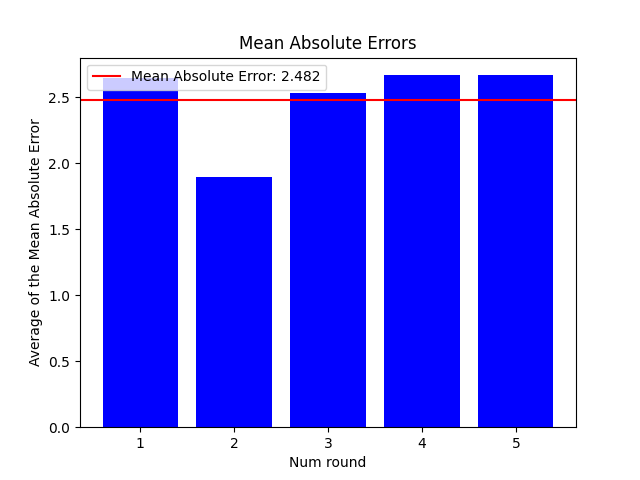 Mean Absolute Errors
Mean Absolute Error: 2.482
Average of the Mean Absolute Error
2.5
2.0
1.5
1.0
0.5
0.0
1 2 3 4 5
Num round